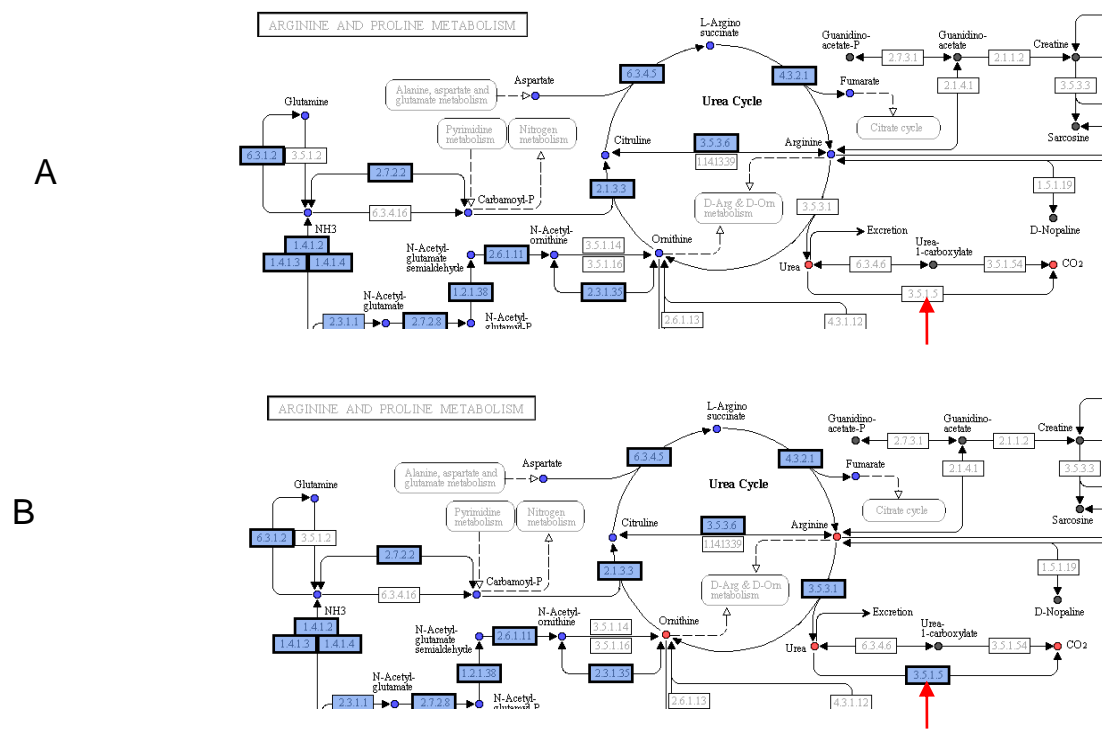 ARGININE AND PROLINE METABOLISM
L-Argino
succinate
Guanidino-
acetate-P
Guanidino-
acetate
Creatine
2.7.3.1
2.1.1.2
6.3.4.5
4.3.2.1
Aspartate
Alanine, aspartate and
glutamate metabolism
Fumarate
2.1.4.1
3.5.3.3
Urea Cycle
Glutamine
Pyrimidine
metabolism
Nitrogen
metabolism
Citrate cycle
Sarcosine
Citruline
3.5.3.6
1.14.13.39
Arginine
6.3.1.2
3.5.1.2
A
2.7.2.2
2.1.3.3
Carbamoyl-P
6.3.4.16
D-Arg & D-Orn
metabolism
3.5.3.1
1.5.1.19
D-Nopaline
NH3
1.4.1.2
1.4.1.3
1.4.1.4
N-Acetyl-
glutamate
semialdehyde
2.6.1.11
N-Acetyl-
ornithine
3.5.1.14
3.5.1.16
Ornithine
Excretion
Urea-
1-carboxylate
Urea
6.3.4.6
3.5.1.54
CO2
1.2.1.38
2.3.1.35
3.5.1.5
N-Acetyl-
glutamate
2.3.1.1
2.7.2.8
N-Acetyl-
glutamyl-P
2.6.1.13
4.3.1.12
ARGININE AND PROLINE METABOLISM
L-Argino
succinate
Guanidino-
acetate-P
Guanidino-
acetate
Creatine
2.7.3.1
2.1.1.2
6.3.4.5
4.3.2.1
Aspartate
Alanine, aspartate and
glutamate metabolism
Fumarate
2.1.4.1
3.5.3.3
Urea Cycle
Glutamine
Pyrimidine
metabolism
Nitrogen
metabolism
Citrate cycle
Sarcosine
B
Citruline
3.5.3.6
1.14.13.39
Arginine
6.3.1.2
3.5.1.2
2.7.2.2
2.1.3.3
Carbamoyl-P
6.3.4.16
D-Arg & D-Orn
metabolism
3.5.3.1
1.5.1.19
D-Nopaline
NH3
1.4.1.2
1.4.1.3
1.4.1.4
N-Acetyl-
glutamate
semialdehyde
2.6.1.11
N-Acetyl-
ornithine
3.5.1.14
3.5.1.16
Ornithine
Excretion
Urea-
1-carboxylate
Urea
6.3.4.6
3.5.1.54
CO2
1.2.1.38
2.3.1.35
3.5.1.5
N-Acetyl-
glutamate
2.3.1.1
2.7.2.8
N-Acetyl-
glutamyl-P
2.6.1.13
4.3.1.12